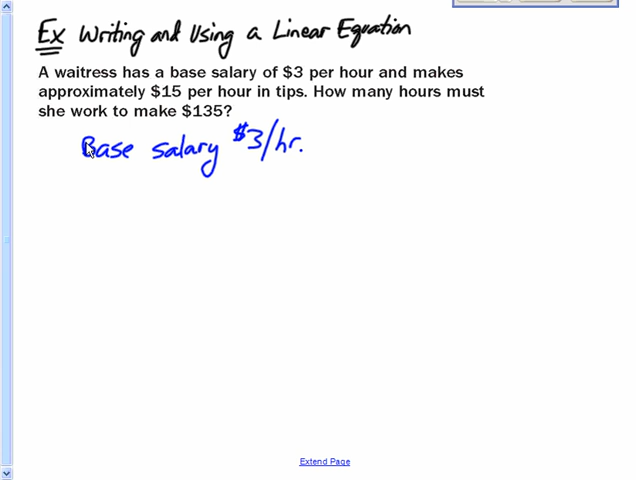 Ex Writing and Using a Linear Equation
A waitress has a base salary of $3 per hour and makes
approximately $15 per hour in tips. How many hours must
she work to make $135?
Base salary $3/hr.
Extend Page